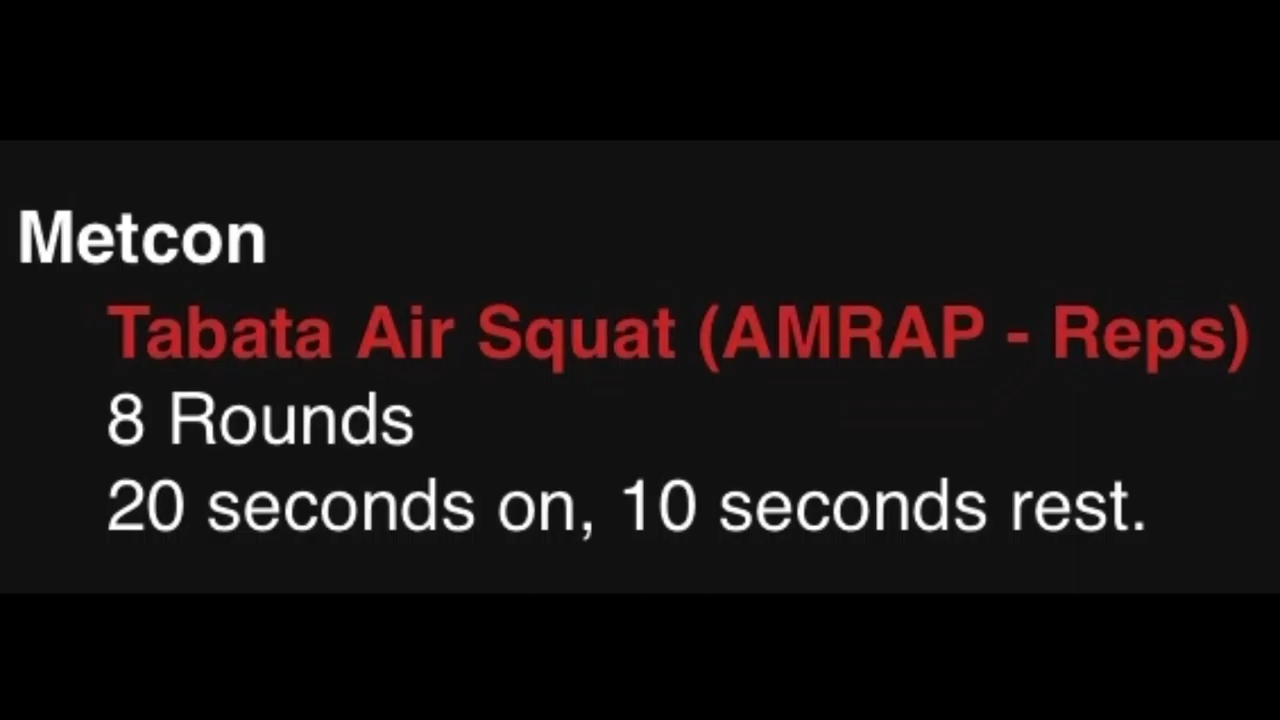 Metcon
Tabata Air Squat (AMRAP - Reps)
8 Rounds
20 seconds on, 10 seconds rest.